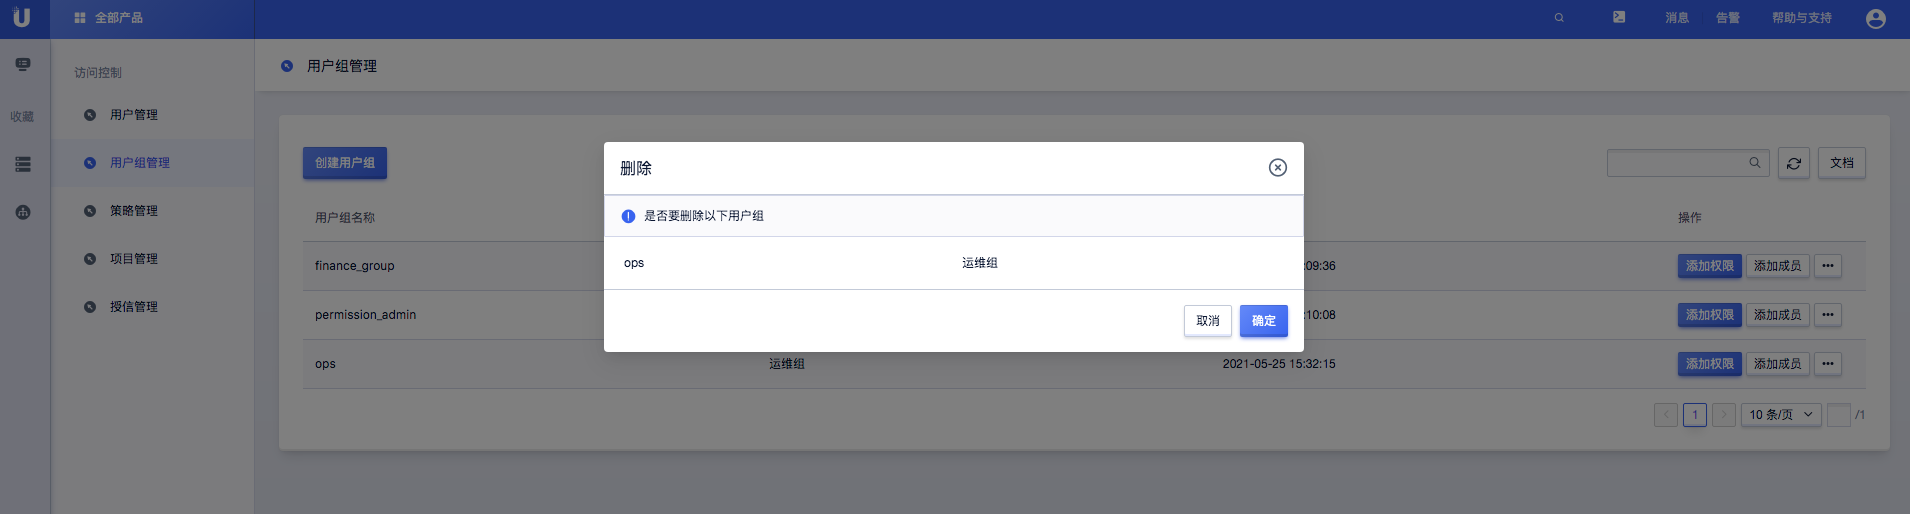 全部产品
消息
告警
帮助与支持
收藏
访问控制
用户管理
用户组管理
策略管理
项目管理
授信管理
用户组管理
创建用户组
文档
用户组名称
操作
finance_group
:09:36
添加权限
添加成员
permission_admin
:10:08
添加权限
添加成员
ops
运维组
2021-05-25 15:32:15
添加权限
添加成员
1
10 条/页
/1
删除
是否要删除以下用户组
ops
运维组
取消
确定